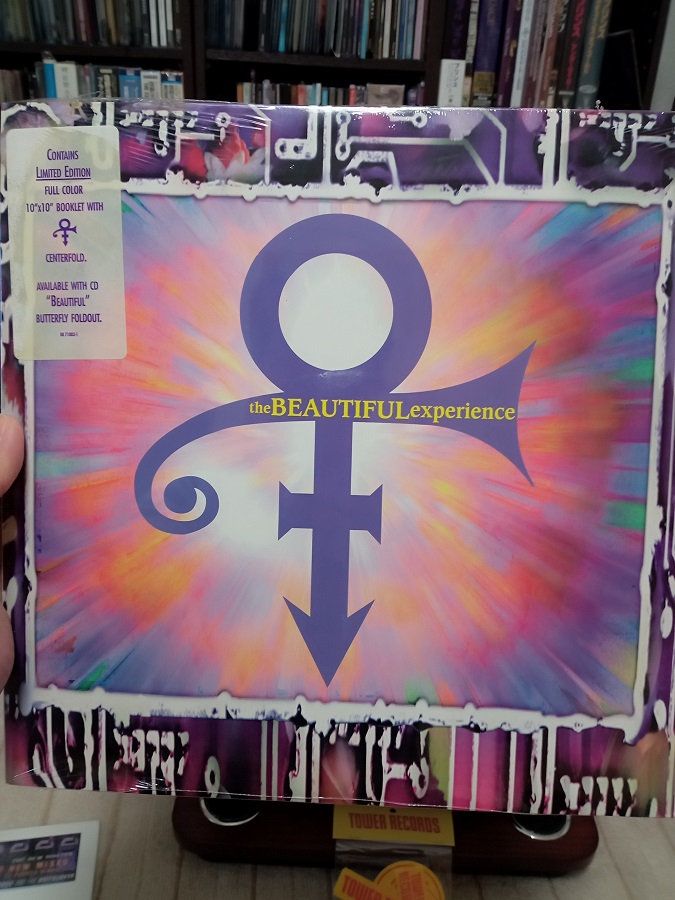 CONTAINS
LIMITED EDITION
FULL COLOR
10"x10" BOOKLET WITH
CENTERFOLD.
AVAILABLE WITH CD
"BEAUTIFUL"
BUTTERFLY FOLDOUT.
theBEAUTIFULexperience
TOWER RECORDS